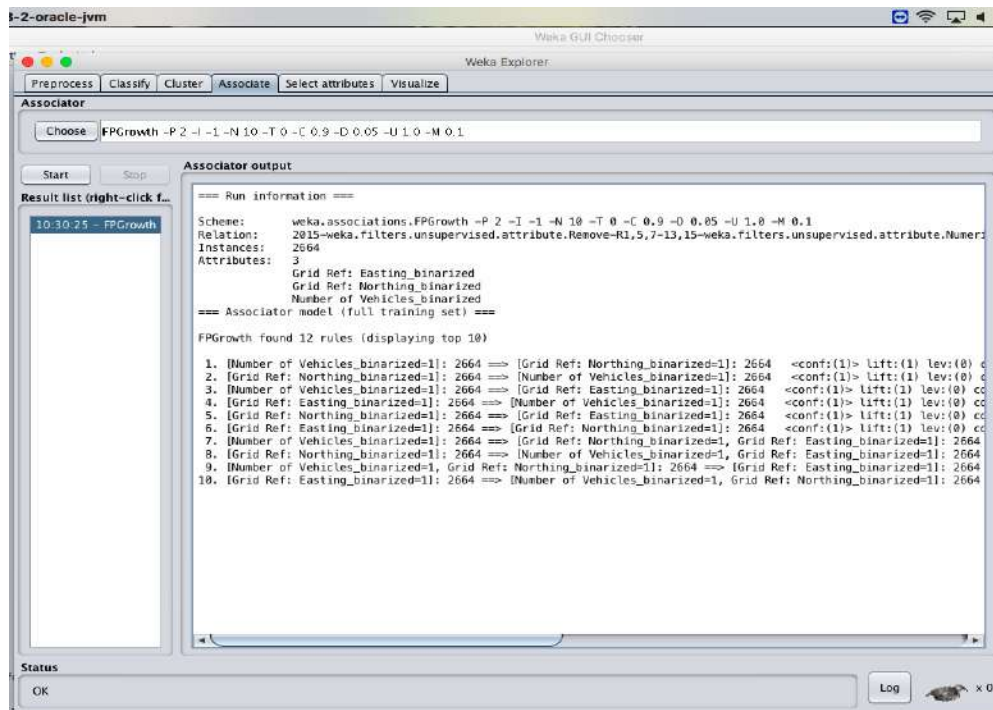 3-2-oracle-jvm
Weka GUI Chooser
Weka Explorer
Preprocess Classify Cluster Associate Select attributes Visualize
Associator
Choose FPGrowth -P 2 -I -1 -N 10 -T 0 -C 0.9 -D 0.05 -U 1.0 -M 0.1
Start Stop
Associator output
Result list (right-click f...
10:30:25 - FPGrowth
=== Run information ===
Scheme: weka.associations.FPGrowth -P 2 -I -1 -N 10 -T 0 -C 0.9 -D 0.05 -U 1.0 -M 0.1
Relation: 2015-weka.filters.unsupervised.attribute.Remove-R1,5,7-13,15-weka.filters.unsupervised.attribute.Numeri
Instances: 2664
Attributes: 3
Grid Ref: Easting_binarized
Grid Ref: Northing_binarized
Number of Vehicles_binarized
=== Associator model (full training set) ===
FPGrowth found 12 rules (displaying top 10)
1. [Number of Vehicles_binarized=1]: 2664 ==> [Grid Ref: Northing_binarized=1]: 2664 <conf:(1)> lift:(1) lev:(0) c
2. [Grid Ref: Northing_binarized=1]: 2664 ==> [Number of Vehicles_binarized=1]: 2664 <conf:(1)> lift:(1) lev:(0) c
3. [Number of Vehicles_binarized=1]: 2664 ==> [Grid Ref: Easting_binarized=1]: 2664 <conf:(1)> lift:(1) lev:(0) co
4. [Grid Ref: Easting_binarized=1]: 2664 ==> [Number of Vehicles_binarized=1]: 2664 <conf:(1)> lift:(1) lev:(0) co
5. [Grid Ref: Northing_binarized=1]: 2664 ==> [Grid Ref: Easting_binarized=1]: 2664 <conf:(1)> lift:(1) lev:(0) co
6. [Grid Ref: Easting_binarized=1]: 2664 ==> [Grid Ref: Northing_binarized=1]: 2664 <conf:(1)> lift:(1) lev:(0) co
7. [Number of Vehicles_binarized=1]: 2664 ==> [Grid Ref: Northing_binarized=1, Grid Ref: Easting_binarized=1]: 2664
8. [Grid Ref: Northing_binarized=1]: 2664 ==> [Number of Vehicles_binarized=1, Grid Ref: Easting_binarized=1]: 2664
9. [Number of Vehicles_binarized=1, Grid Ref: Northing_binarized=1]: 2664 ==> [Grid Ref: Easting_binarized=1]: 2664
10. [Grid Ref: Easting_binarized=1]: 2664 ==> [Number of Vehicles_binarized=1, Grid Ref: Northing_binarized=1]: 2664
Status
OK
Log
x 0